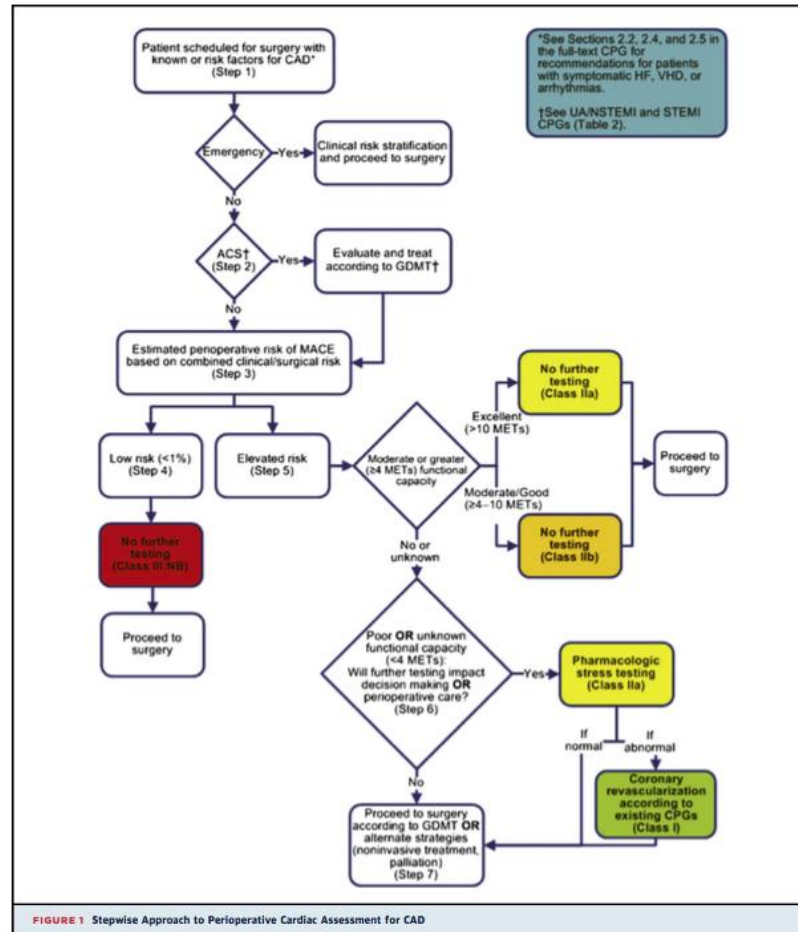 Patient scheduled for surgery with
known or risk factors for CAD*
(Step 1)
*See Sections 2.2, 2.4, and 2.5 in
the full-text CPG for
recommendations for patients
with symptomatic HF, VHD, or
arrhythmias.
†See UA/NSTEMI and STEMI
CPGs (Table 2).
Emergency
Yes
Clinical risk stratification
and proceed to surgery
No
ACS†
(Step 2)
Yes
Evaluate and treat
according to GDMT†
No
Estimated perioperative risk of MACE
based on combined clinical/surgical risk
(Step 3)
Low risk (<1%)
(Step 4)
Elevated risk
(Step 5)
No further
testing
(Class III:NB)
Proceed to
surgery
Moderate or greater
(≥4 METs) functional
capacity
Excellent
(>10 METs)
No further
testing
(Class IIa)
Moderate/Good
(≥4–10 METs)
No further
testing
(Class IIb)
Proceed to
surgery
No or
unknown
Poor OR unknown
functional capacity
(<4 METs):
Will further testing impact
decision making OR
perioperative care?
(Step 6)
Yes
Pharmacologic
stress testing
(Class IIa)
If
normal
If
abnormal
Coronary
revascularization
according to
existing CPGs
(Class I)
No
Proceed to surgery
according to GDMT OR
alternate strategies
(noninvasive treatment,
palliation)
(Step 7)
FIGURE 1 Stepwise Approach to Perioperative Cardiac Assessment for CAD